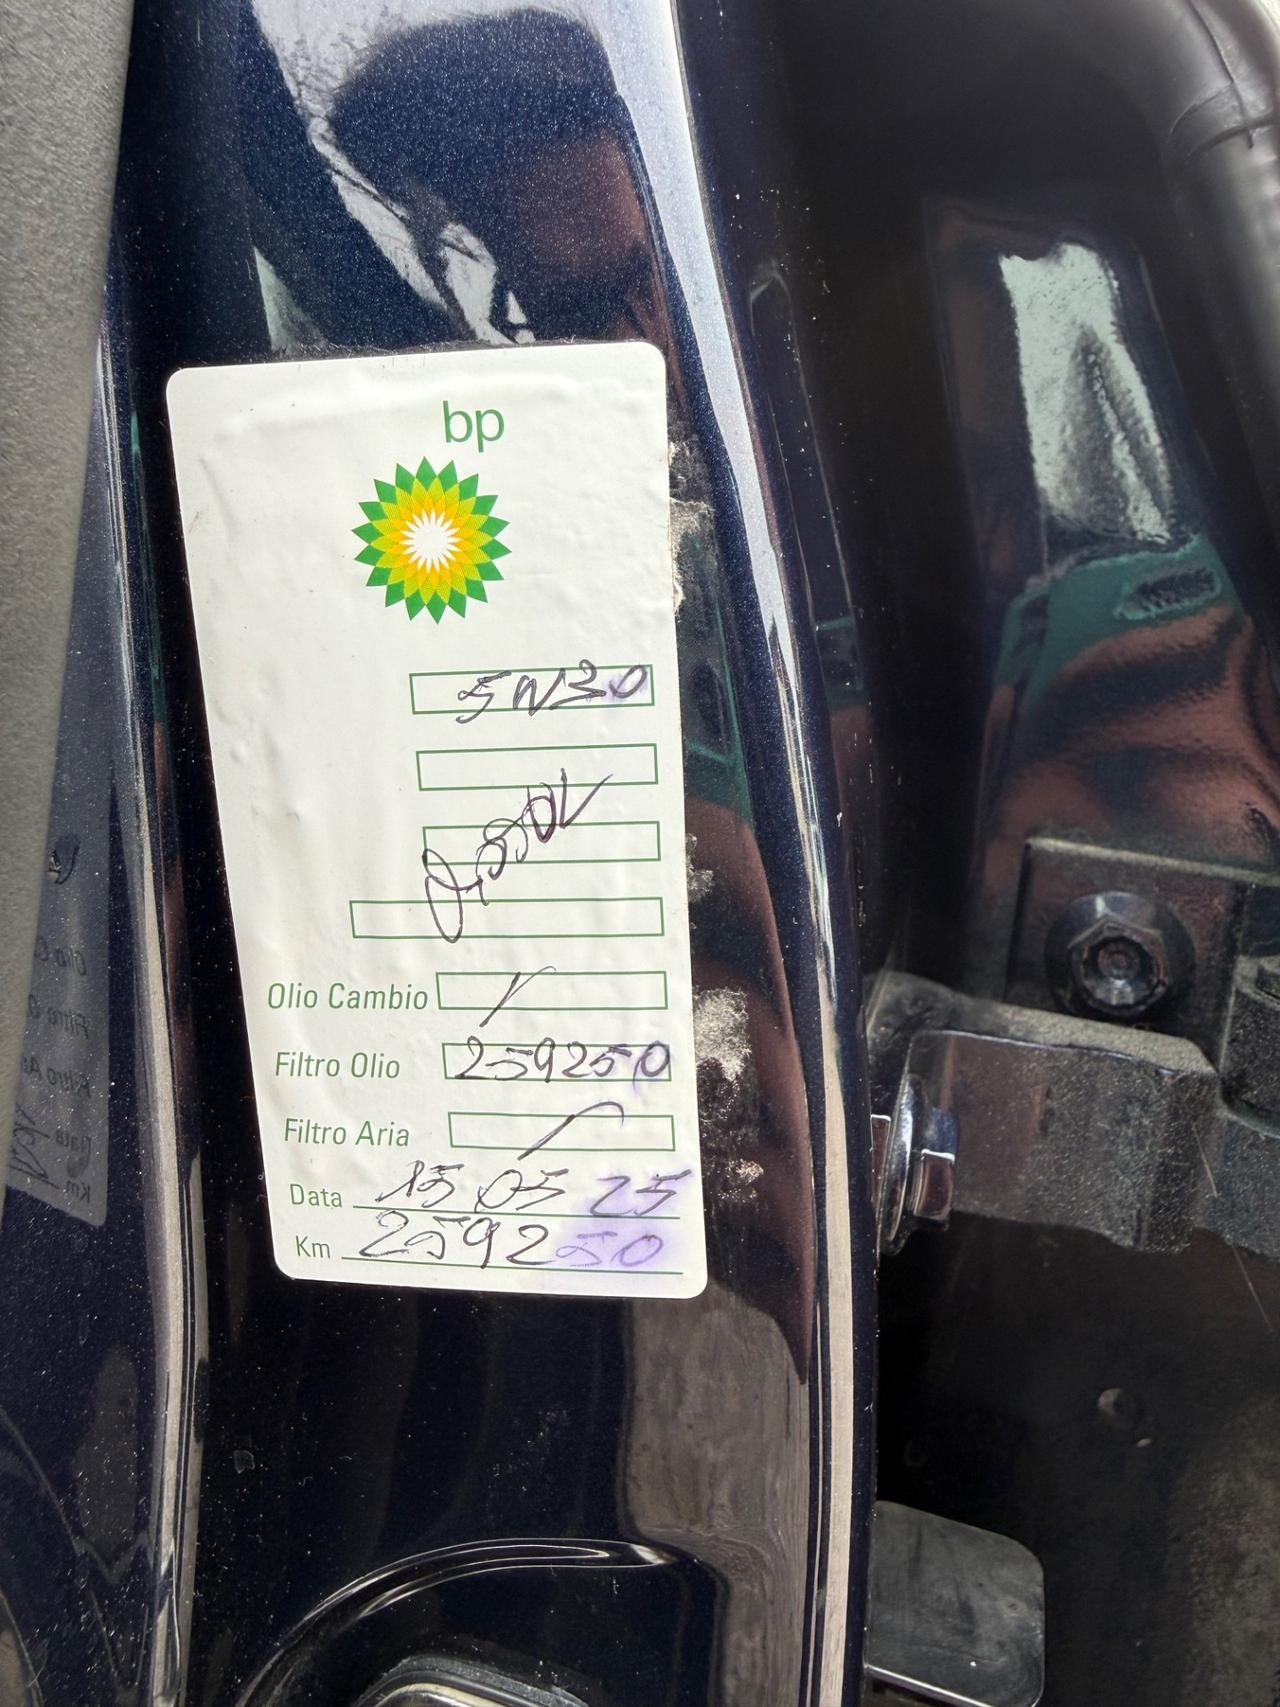 bp
5W30
Olio Cambio
Filtro Olio 259250
Filtro Aria
Data 15 05 25
Km 259250